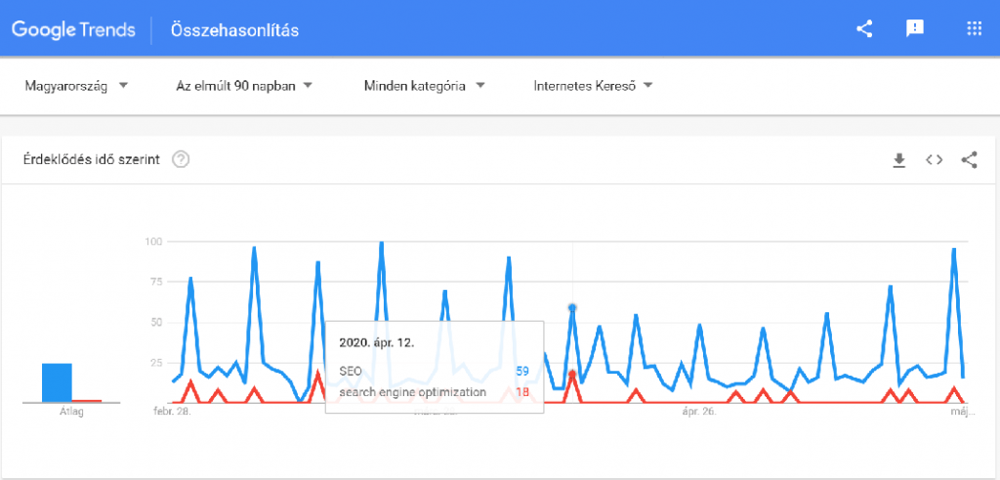 Google Trends Összehasonlítás
Magyarország Az elmúlt 90 napban Minden kategória Internetes Kereső
Érdeklődés idő szerint ?
100
75
50
25
2020. ápr. 12.
SEO 59
search engine optimization 18
Átlag
febr. 28.
ápr. 26.
máj...